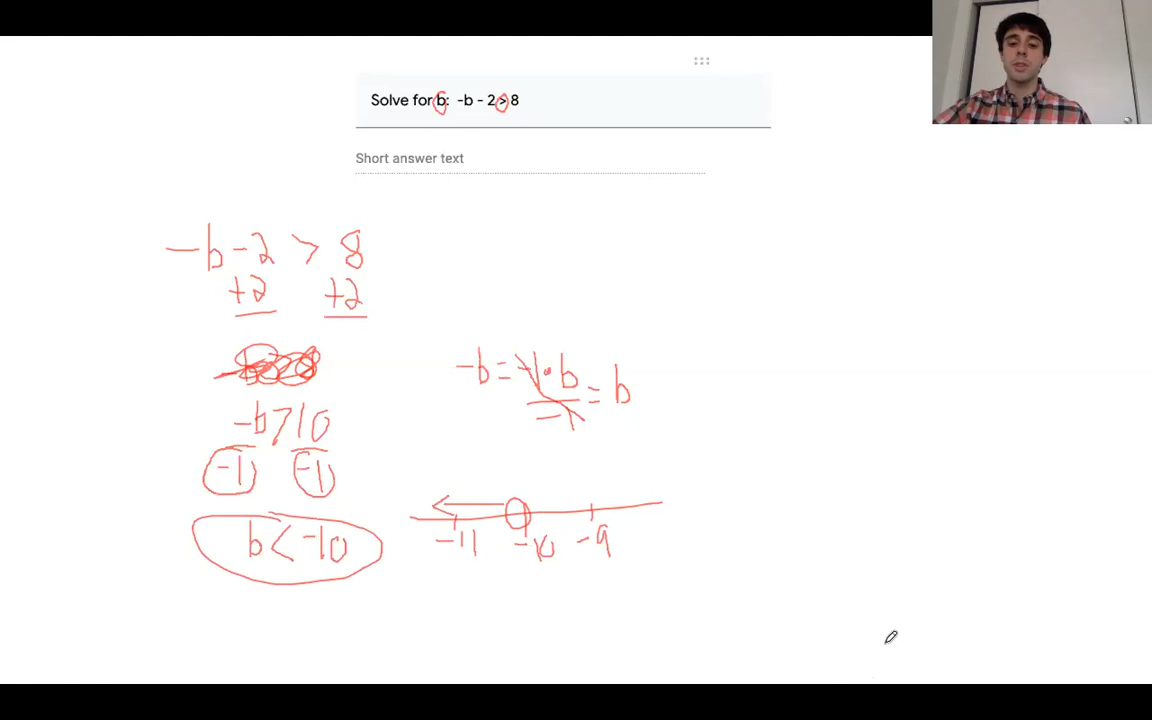 Solve for b: -b - 2 > 8
Short answer text
-b-2 > 8
+2 +2
-b>10
-1 -1
b<-10
-b = -1·b = b
-1
-11 -10 -9